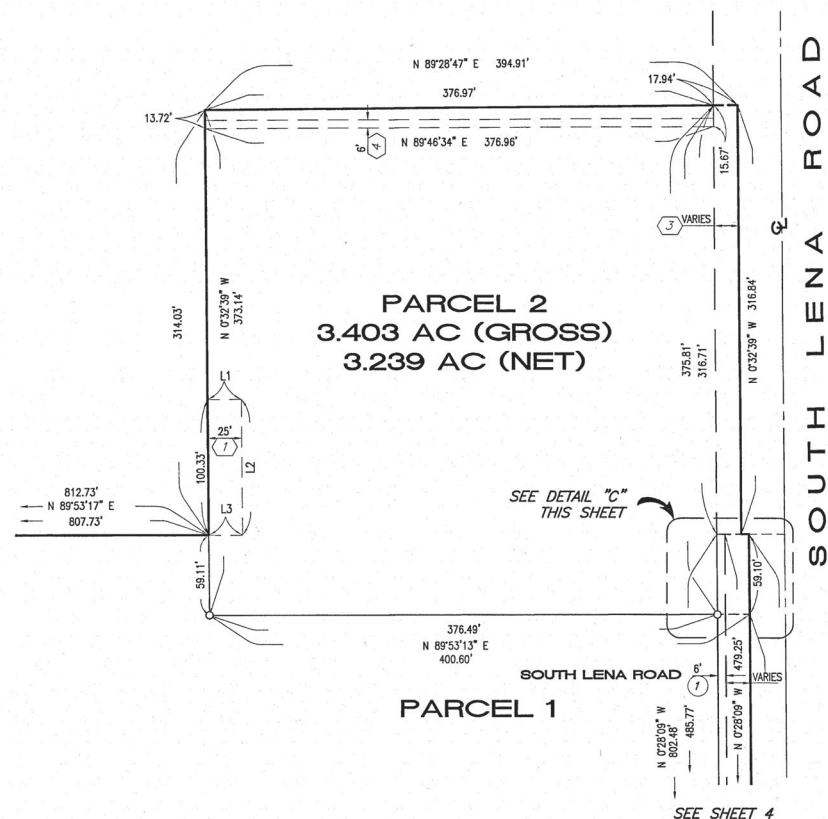 N 89°28'47" E 394.91'
376.97'
17.94'
13.72'
6'
4
N 89°46'34" E 376.96'
15.67'
3
VARIES
℄
SOUTH LENA ROAD
PARCEL 2
3.403 AC (GROSS)
3.239 AC (NET)
314.03'
N 0°32'39" W
373.14'
375.81'
316.71'
N 0°32'39" W 316.84'
L1
25'
1
100.33'
L2
L3
812.73'
N 89°53'17" E
807.73'
SEE DETAIL "C"
THIS SHEET
59.11'
59.10'
376.49'
N 89°53'13" E
400.60'
SOUTH LENA ROAD
6'
1
479.25'
VARIES
PARCEL 1
N 0°28'09" W
802.48'
485.77'
N 0°28'09" W
SEE SHEET 4